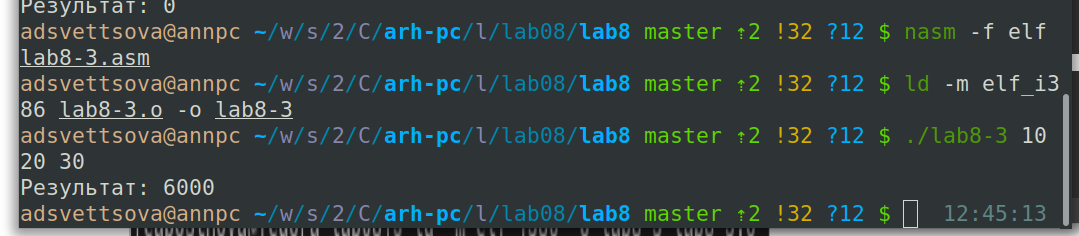 Результат: 0
adsvettsova@annpc ~/w/s/2/C/arh-pc/l/lab08/lab8 master ⇡2 !32 ?12 $ nasm -f elf
lab8-3.asm
adsvettsova@annpc ~/w/s/2/C/arh-pc/l/lab08/lab8 master ⇡2 !32 ?12 $ ld -m elf_i3
86 lab8-3.o -o lab8-3
adsvettsova@annpc ~/w/s/2/C/arh-pc/l/lab08/lab8 master ⇡2 !32 ?12 $ ./lab8-3 10
20 30
Результат: 6000
adsvettsova@annpc ~/w/s/2/C/arh-pc/l/lab08/lab8 master ⇡2 !32 ?12 $ 12:45:13